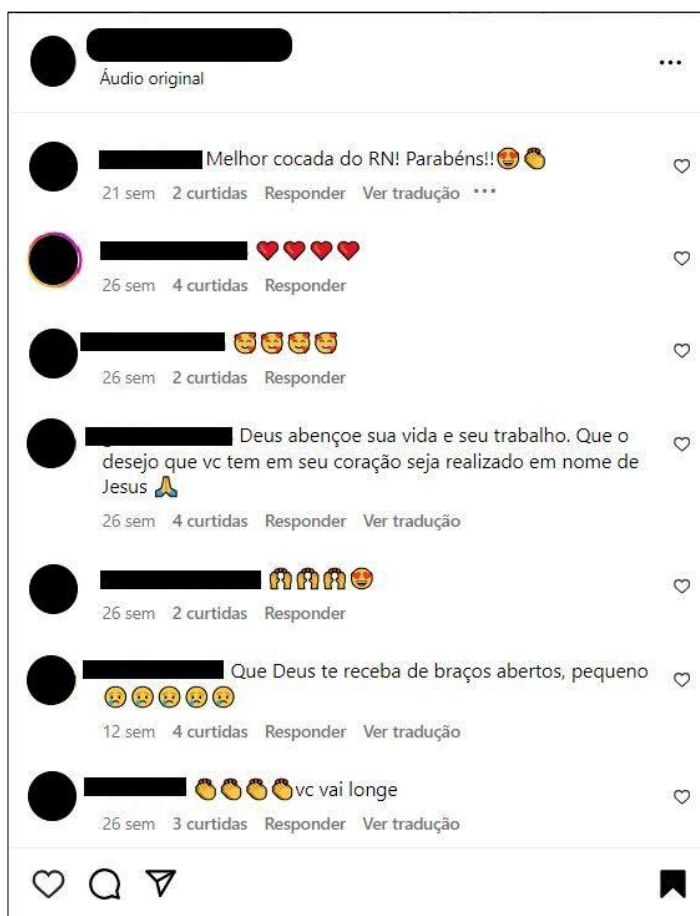 Áudio original
Melhor cocada do RN! Parabéns!!😍👏
21 sem 2 curtidas Responder Ver tradução •••
❤️❤️❤️❤️
26 sem 4 curtidas Responder
🥰🥰🥰🥰
26 sem 2 curtidas Responder
Deus abençoe sua vida e seu trabalho. Que o
desejo que vc tem em seu coração seja realizado em nome de
Jesus 🙏
26 sem 4 curtidas Responder Ver tradução
🙌🙌🙌😍
26 sem 2 curtidas Responder
Que Deus te receba de braços abertos, pequeno
😢😢😢😢😢
12 sem 4 curtidas Responder Ver tradução
👏👏👏👏vc vai longe
26 sem 3 curtidas Responder Ver tradução